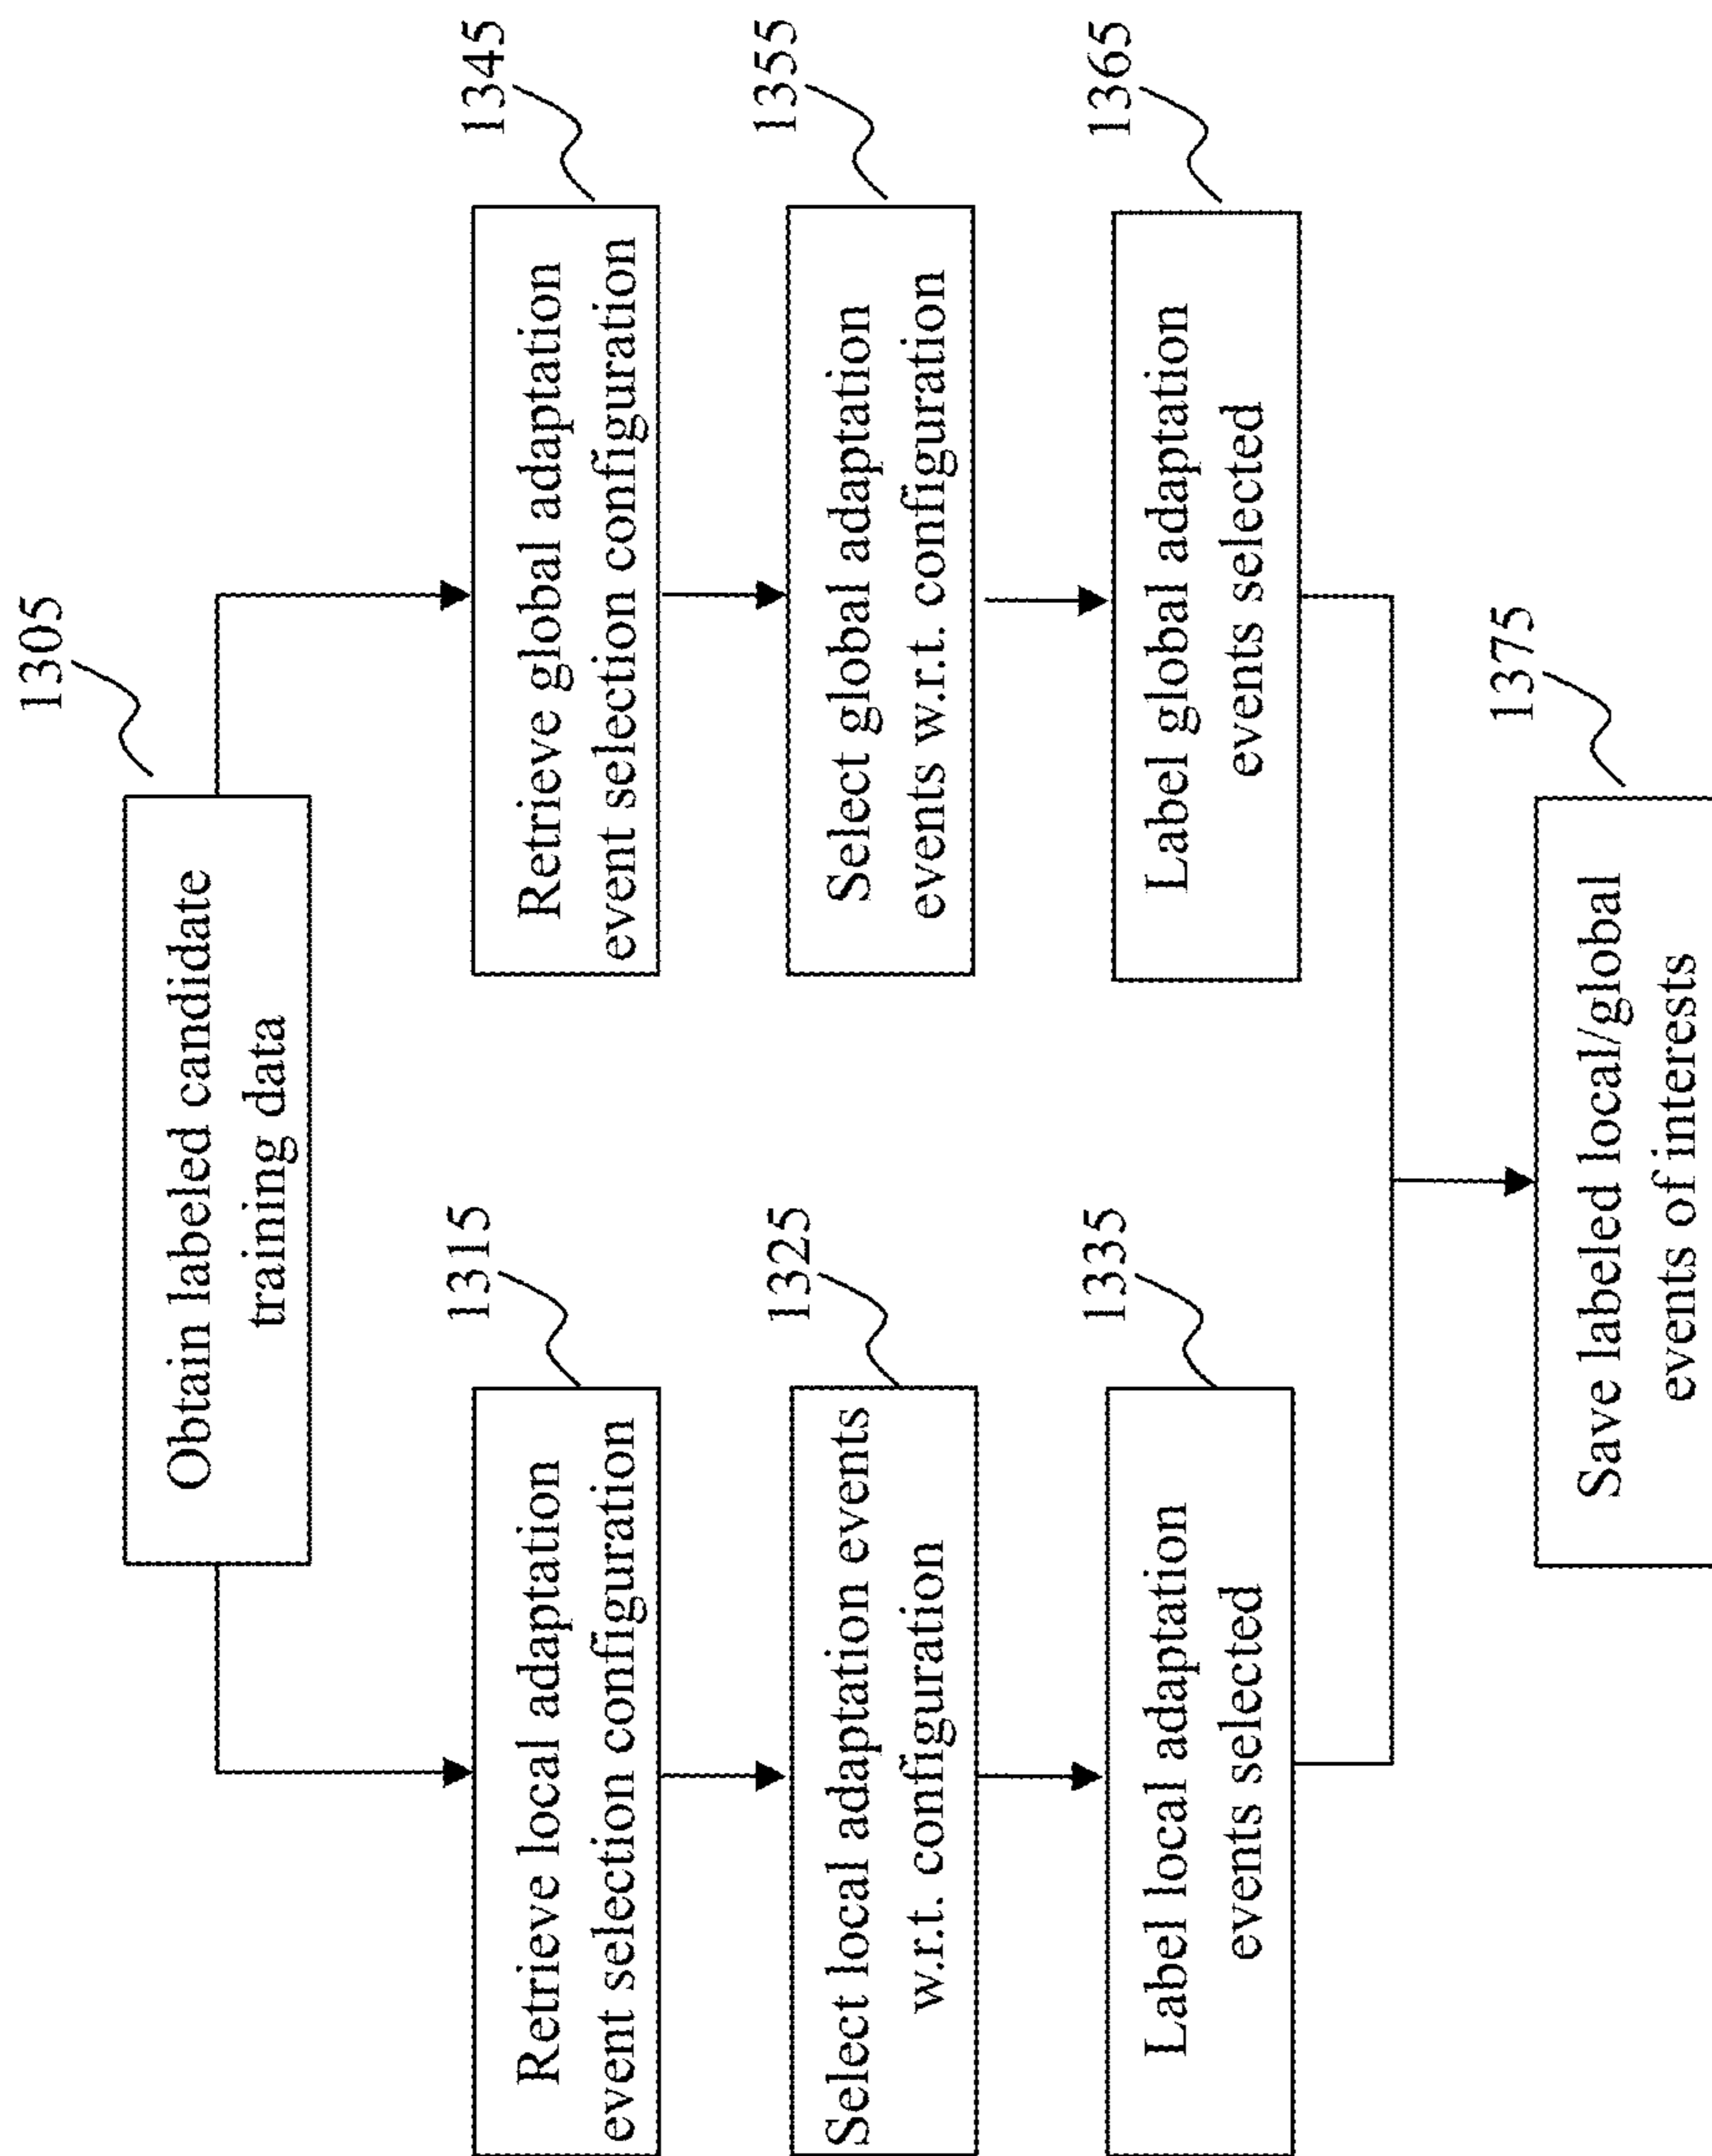 1305
Obtain labeled candidate
training data
1315
Retrieve local adaptation
event selection configuration
1325
Select local adaptation events
w.r.t. configuration
1335
Label local adaptation
events selected
1345
Retrieve global adaptation
event selection configuration
1355
Select global adaptation
events w.r.t. configuration
1365
Label global adaptation
events selected
1375
Save labeled local/global
events of interests